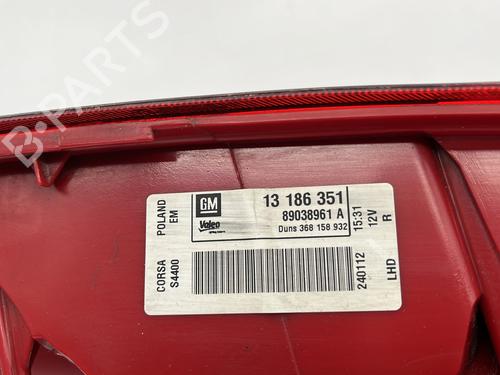 B-PARTS
GM
Valeo
13 186 351
89038961 A
Duns 368 158 932
POLAND
EM
CORSA
S4400
15:31
12V
R
240112
LHD